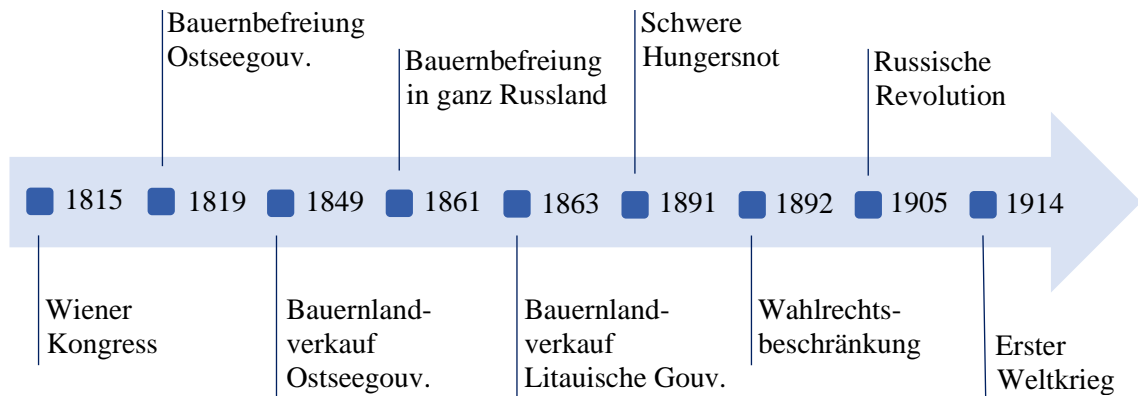 Bauernbefreiung
Ostseegouv.
Bauernbefreiung
in ganz Russland
Schwere
Hungersnot
Russische
Revolution
1815 1819 1849 1861 1863 1891 1892 1905 1914
Wiener
Kongress
Bauernland-
verkauf
Ostseegouv.
Bauernland-
verkauf
Litauische Gouv.
Wahlrechts-
beschränkung
Erster
Weltkrieg